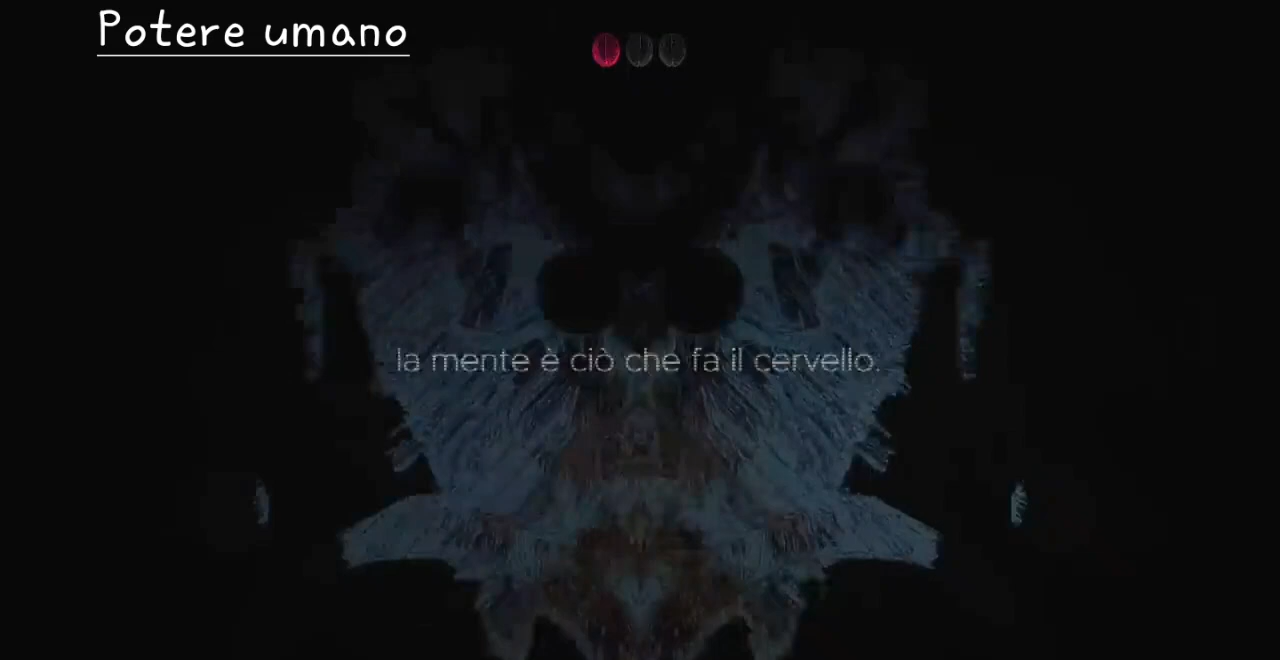 Potere umano
la mente è ciò che fa il cervello.